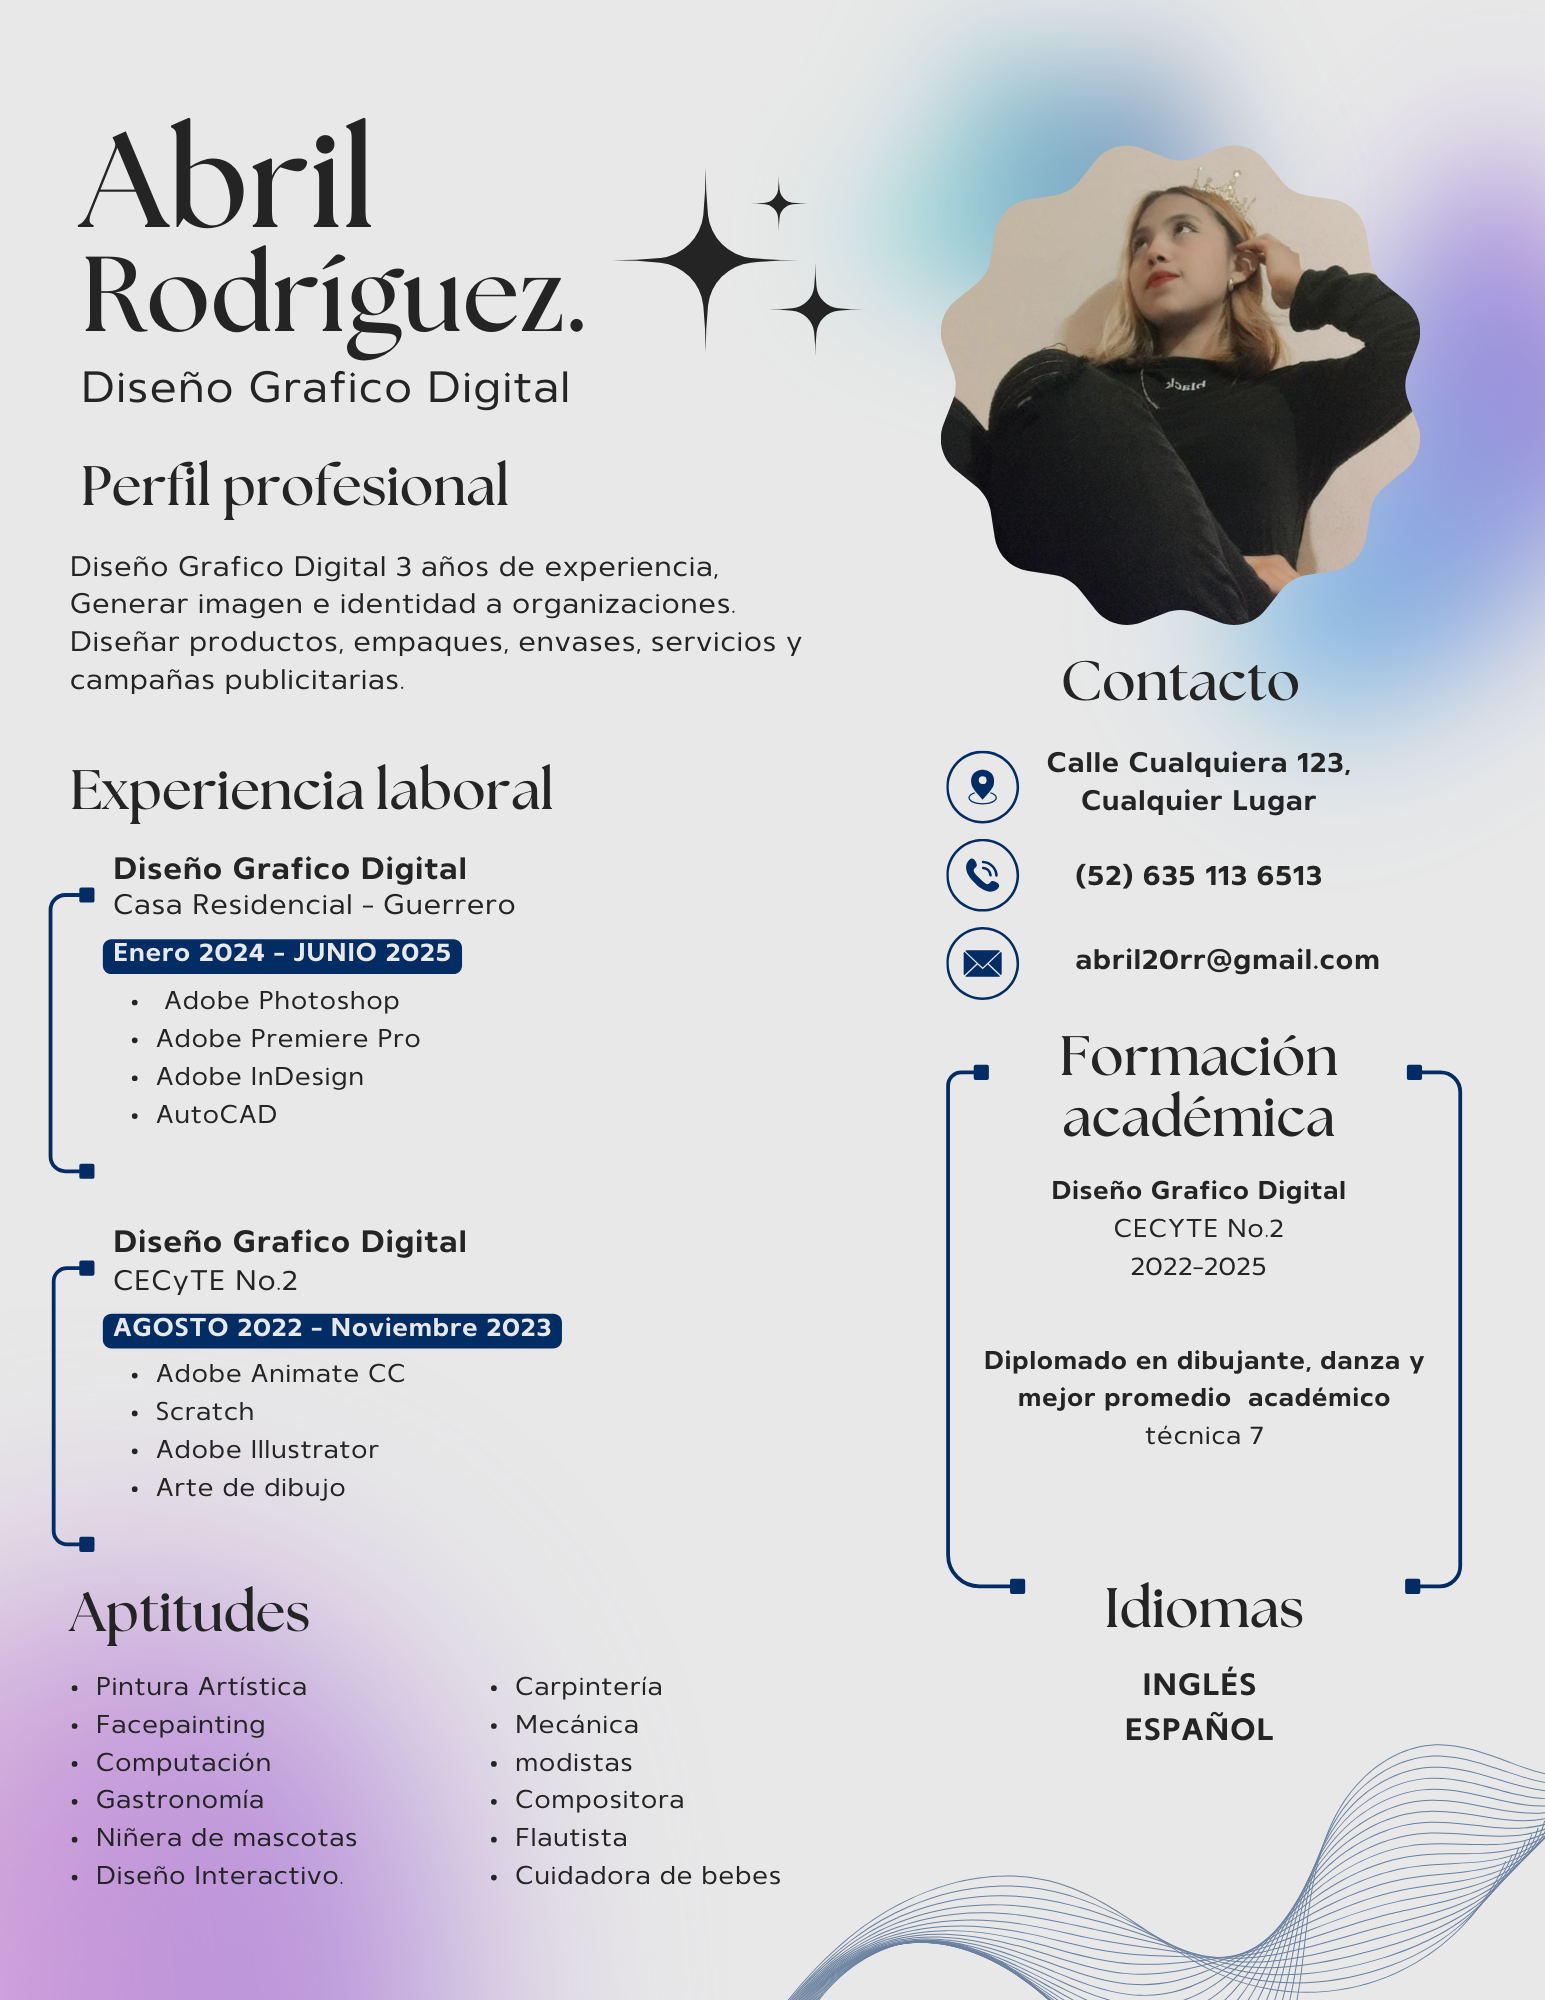 Abril
Rodríguez.
Diseño Grafico Digital
Perfil profesional
Diseño Grafico Digital 3 años de experiencia,
Generar imagen e identidad a organizaciones.
Diseñar productos, empaques, envases, servicios y
campañas publicitarias.
Experiencia laboral
Diseño Grafico Digital
Casa Residencial - Guerrero
Enero 2024 - JUNIO 2025
• Adobe Photoshop
• Adobe Premiere Pro
• Adobe InDesign
• AutoCAD
Diseño Grafico Digital
CECyTE No.2
AGOSTO 2022 - Noviembre 2023
• Adobe Animate CC
• Scratch
• Adobe Illustrator
• Arte de dibujo
Aptitudes
• Pintura Artística
• Facepainting
• Computación
• Gastronomía
• Niñera de mascotas
• Diseño Interactivo.
• Carpintería
• Mecánica
• modistas
• Compositora
• Flautista
• Cuidadora de bebes
black
Contacto
Calle Cualquiera 123,
Cualquier Lugar
(52) 635 113 6513
abril20rr@gmail.com
Formación
académica
Diseño Grafico Digital
CECYTE No.2
2022-2025
Diplomado en dibujante, danza y
mejor promedio académico
técnica 7
Idiomas
INGLÉS
ESPAÑOL